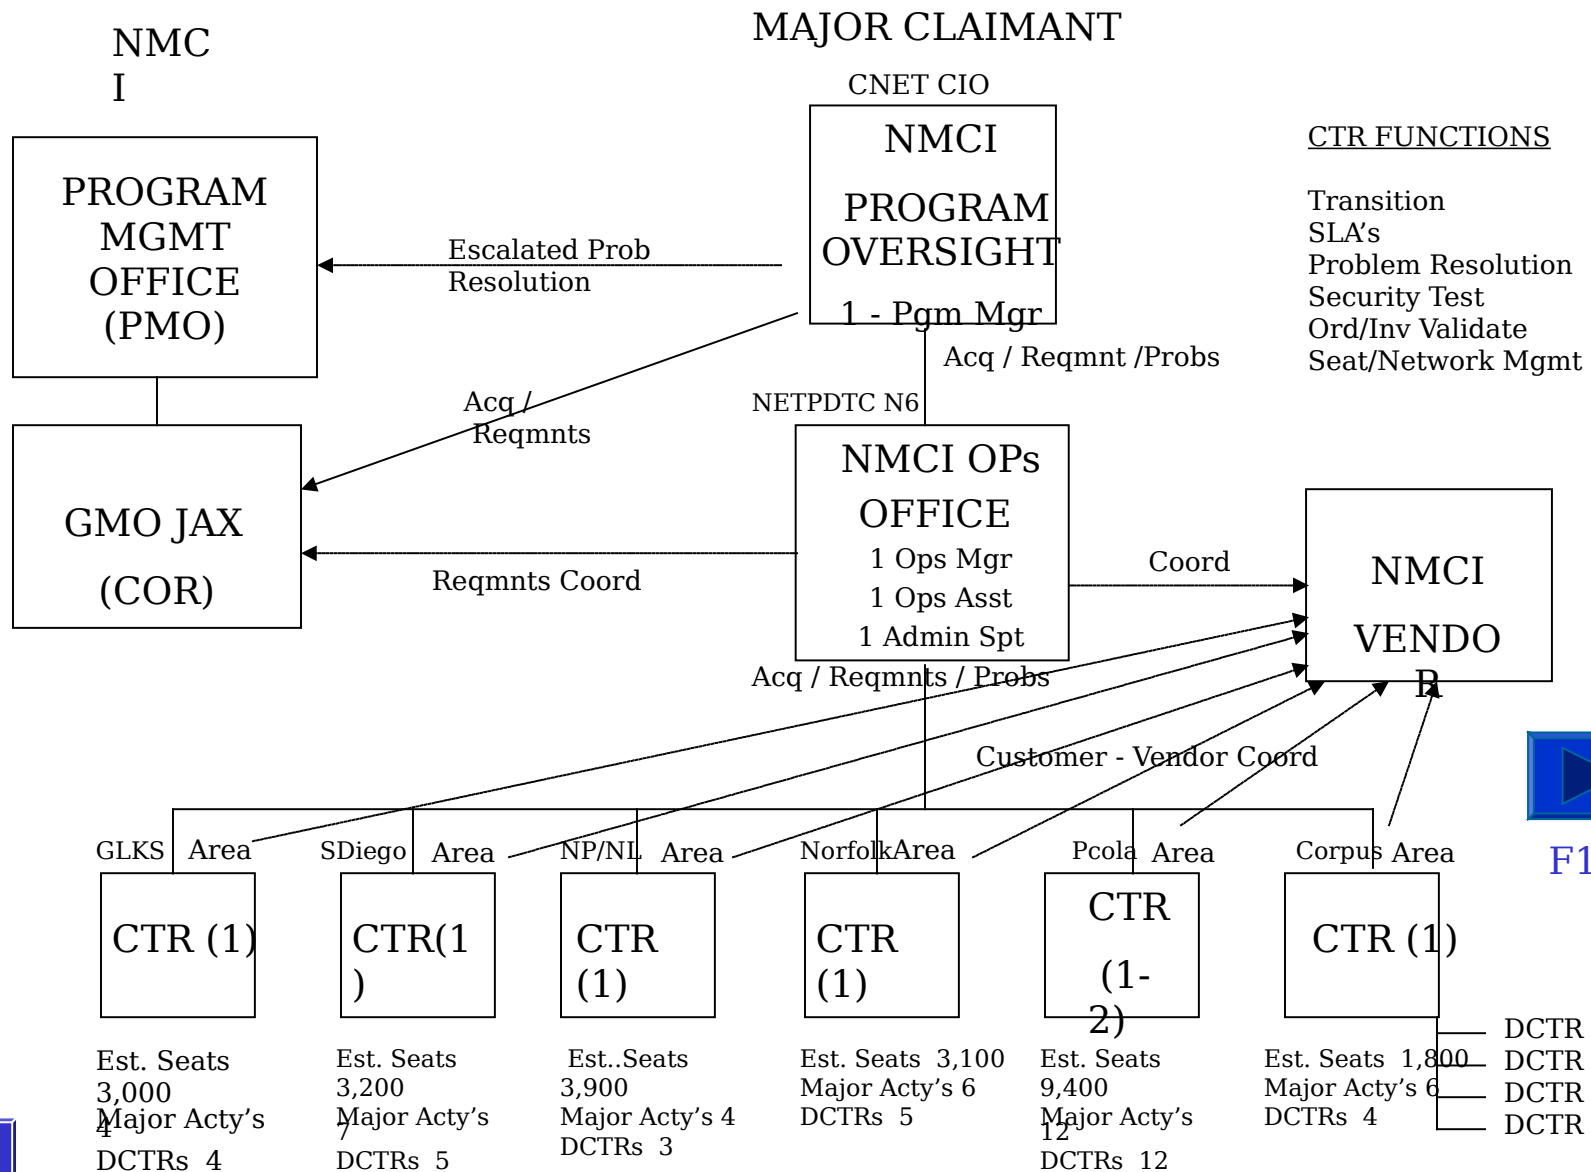 NMC
I
MAJOR CLAIMANT
CNET CIO
NMCI
PROGRAM
OVERSIGHT
1 - Pgm Mgr
CTR FUNCTIONS
Transition
SLA’s
Problem Resolution
Security Test
Ord/Inv Validate
Seat/Network Mgmt
PROGRAM
MGMT
OFFICE
(PMO)
Escalated Prob
Resolution
Acq /
Reqmnts
Acq / Reqmnt /Probs
NETPDTC N6
NMCI OPs
OFFICE
1 Ops Mgr
1 Ops Asst
1 Admin Spt
GMO JAX
(COR)
Reqmnts Coord
Coord
NMCI
VENDO
R
Acq / Reqmnts / Probs
Customer - Vendor Coord
GLKS Area
CTR (1)
Est. Seats
3,000
Major Acty’s
4
DCTRs 4
SDiego Area
CTR(1
)
Est. Seats
3,200
Major Acty’s
7
DCTRs 5
NP/NL Area
CTR
(1)
Est..Seats
3,900
Major Acty’s 4
DCTRs 3
Norfolk Area
CTR
(1)
Est. Seats 3,100
Major Acty’s 6
DCTRs 5
Pcola Area
CTR
(1-
2)
Est. Seats
9,400
Major Acty’s
12
DCTRs 12
Corpus Area
CTR (1)
Est. Seats 1,800
Major Acty’s 6
DCTRs 4
DCTR
DCTR
DCTR
DCTR
F1